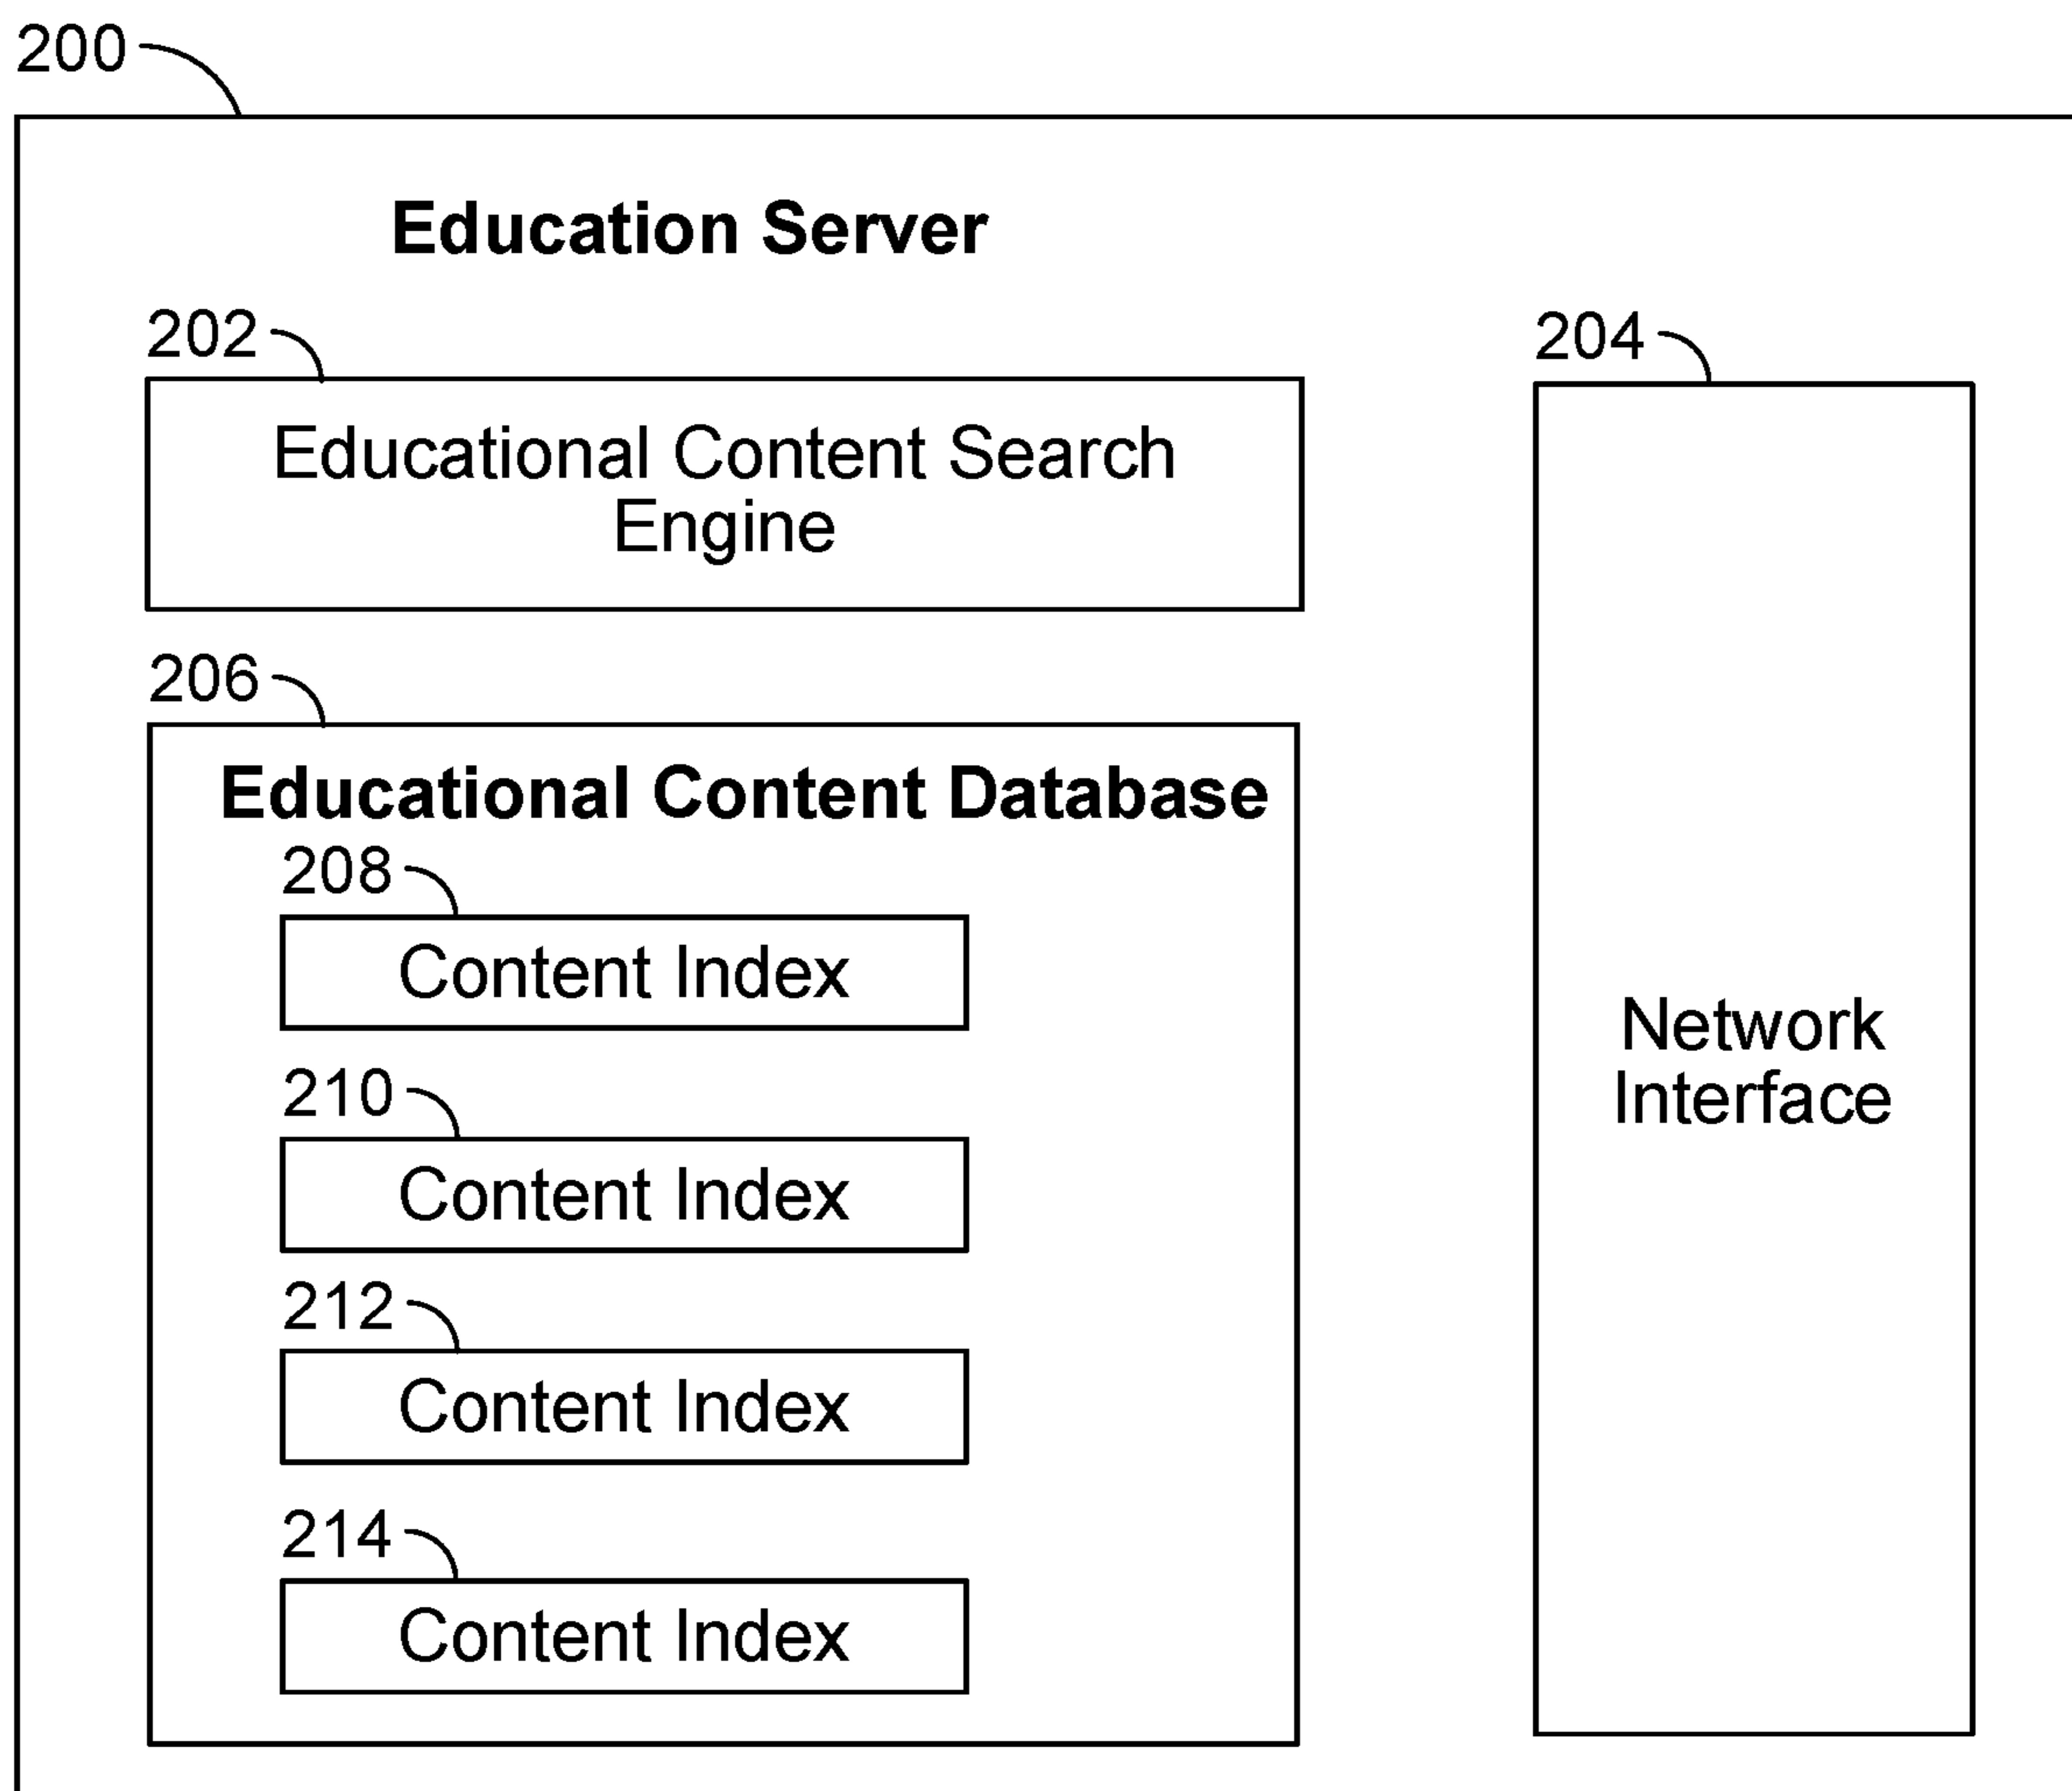 200
Education Server
202
Educational Content Search
Engine
204
Network
Interface
206
Educational Content Database
208
Content Index
210
Content Index
212
Content Index
214
Content Index